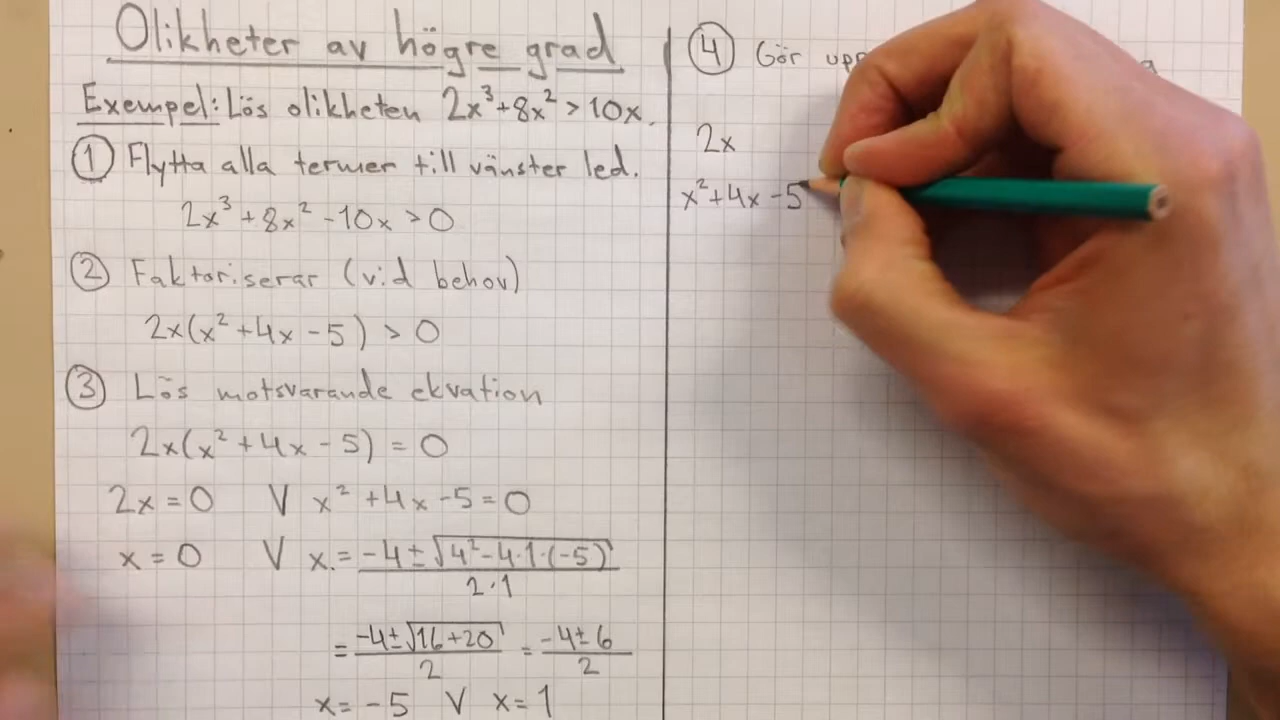 Olikheter av högre grad
Exempel: Lös olikheten 2x³+8x²>10x.
① Flytta alla termer till vänster led.
2x³+8x²-10x>0
② Faktoriserar (vid behov)
2x(x²+4x-5)>0
③ Lös motsvarande ekvation
2x(x²+4x-5)=0
2x=0 V x²+4x-5=0
x=0 V x.=\frac{-4±√(4²-4·1·(-5))}{2·1}
=\frac{-4±√(16+20)}{2}=\frac{-4±6}{2}
x=-5 V x=1
④ Gör
2x
x²+4x-5